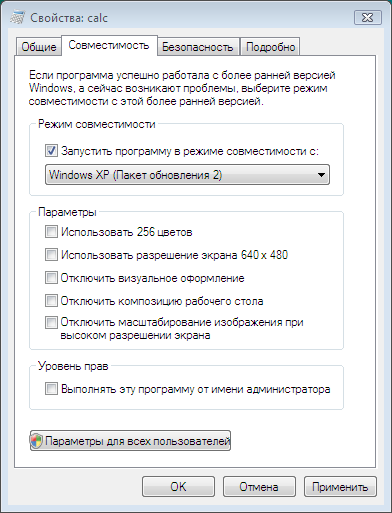 Свойства: calc
Общие Совместимость Безопасность Подробно
Если программа успешно работала с более ранней версией
Windows, а сейчас возникают проблемы, выберите режим
совместимости с этой более ранней версией.
Режим совместимости
Запустить программу в режиме совместимости с:
Windows XP (Пакет обновления 2)
Параметры
Использовать 256 цветов
Использовать разрешение экрана 640 x 480
Отключить визуальное оформление
Отключить композицию рабочего стола
Отключить масштабирование изображения при
высоком разрешении экрана
Уровень прав
Выполнять эту программу от имени администратора
Параметры для всех пользователей
OK Отмена Применить